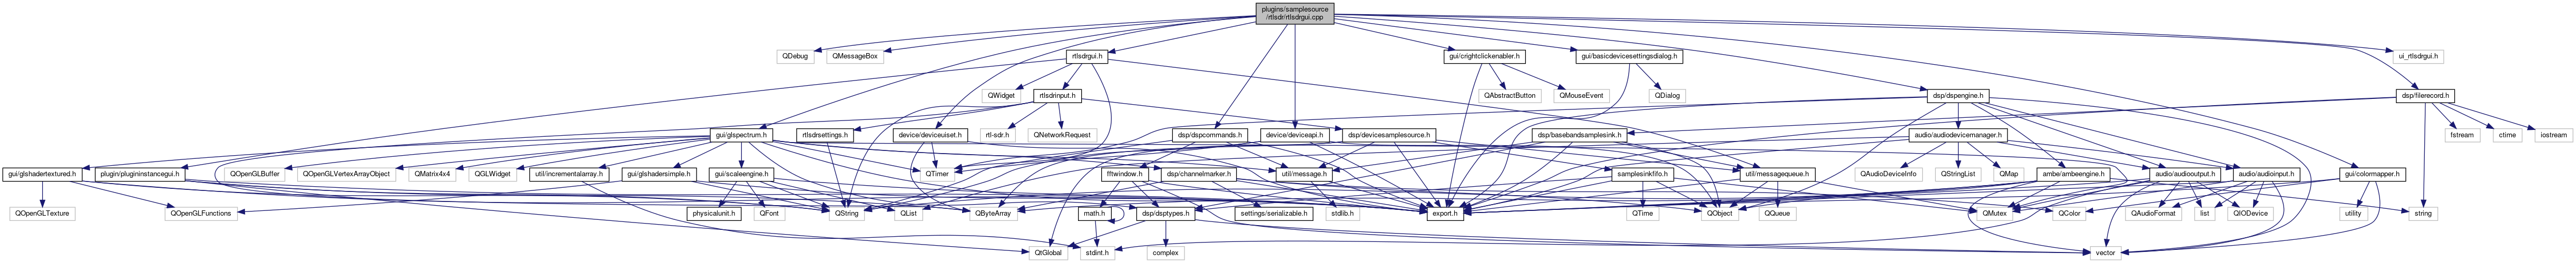 plugins/samplesource
/rtlsdr/rtlsdrgui.cpp
QDebug
QMessageBox
rtlsdrgui.h
gui/crightclickenabler.h
gui/basicdevicesettingsdialog.h
ui_rtlsdrgui.h
QWidget
rtlsdrinput.h
QAbstractButton
QMouseEvent
QDialog
dsp/dspengine.h
dsp/filerecord.h
gui/glspectrum.h
rtlsdrsettings.h
device/deviceuiset.h
rtl-sdr.h
QNetworkRequest
dsp/dspcommands.h
device/deviceapi.h
dsp/devicesamplesource.h
dsp/basebandsamplesink.h
audio/audiodevicemanager.h
fstream
ctime
iostream
gui/glshadertextured.h
plugin/plugininstancegui.h
QOpenGLBuffer
QOpenGLVertexArrayObject
QMatrix4x4
QGLWidget
util/incrementalarray.h
gui/glshadersimple.h
gui/scaleengine.h
QTimer
dsp/channelmarker.h
fftwindow.h
util/message.h
samplesinkfifo.h
util/messagequeue.h
QAudioDeviceInfo
QStringList
QMap
ambe/ambeengine.h
audio/audiooutput.h
audio/audioinput.h
gui/colormapper.h
QOpenGLTexture
QOpenGLFunctions
physicalunit.h
QFont
QString
QList
QByteArray
math.h
dsp/dsptypes.h
settings/serializable.h
stdlib.h
export.h
QTime
QObject
QQueue
QMutex
QColor
QAudioFormat
list
QIODevice
utility
string
QtGlobal
stdint.h
complex
vector